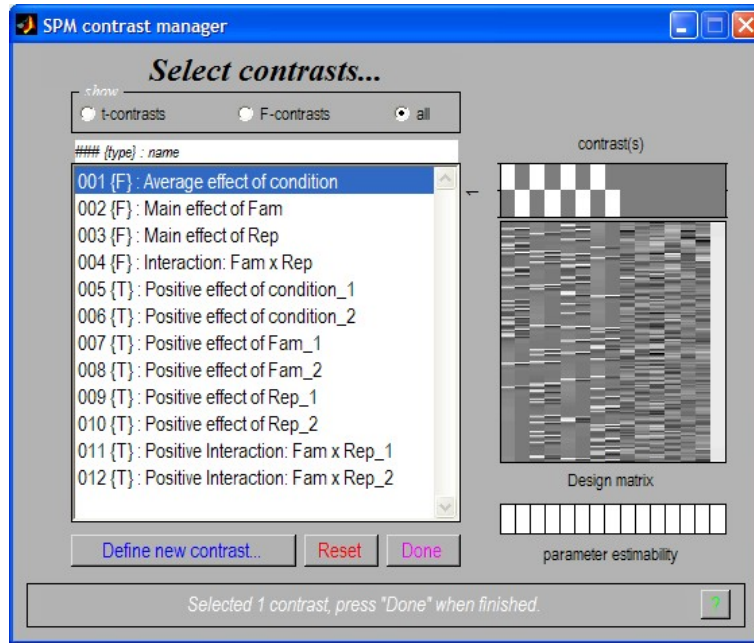 SPM contrast manager
Select contrasts...
show
t-contrasts F-contrasts all
### {type} : name
001 {F} : Average effect of condition
002 {F} : Main effect of Fam
003 {F} : Main effect of Rep
004 {F} : Interaction: Fam x Rep
005 {T} : Positive effect of condition_1
006 {T} : Positive effect of condition_2
007 {T} : Positive effect of Fam_1
008 {T} : Positive effect of Fam_2
009 {T} : Positive effect of Rep_1
010 {T} : Positive effect of Rep_2
011 {T} : Positive Interaction: Fam x Rep_1
012 {T} : Positive Interaction: Fam x Rep_2
contrast(s)
1
Design matrix
parameter estimability
Define new contrast... Reset Done
Selected 1 contrast, press "Done" when finished.
?